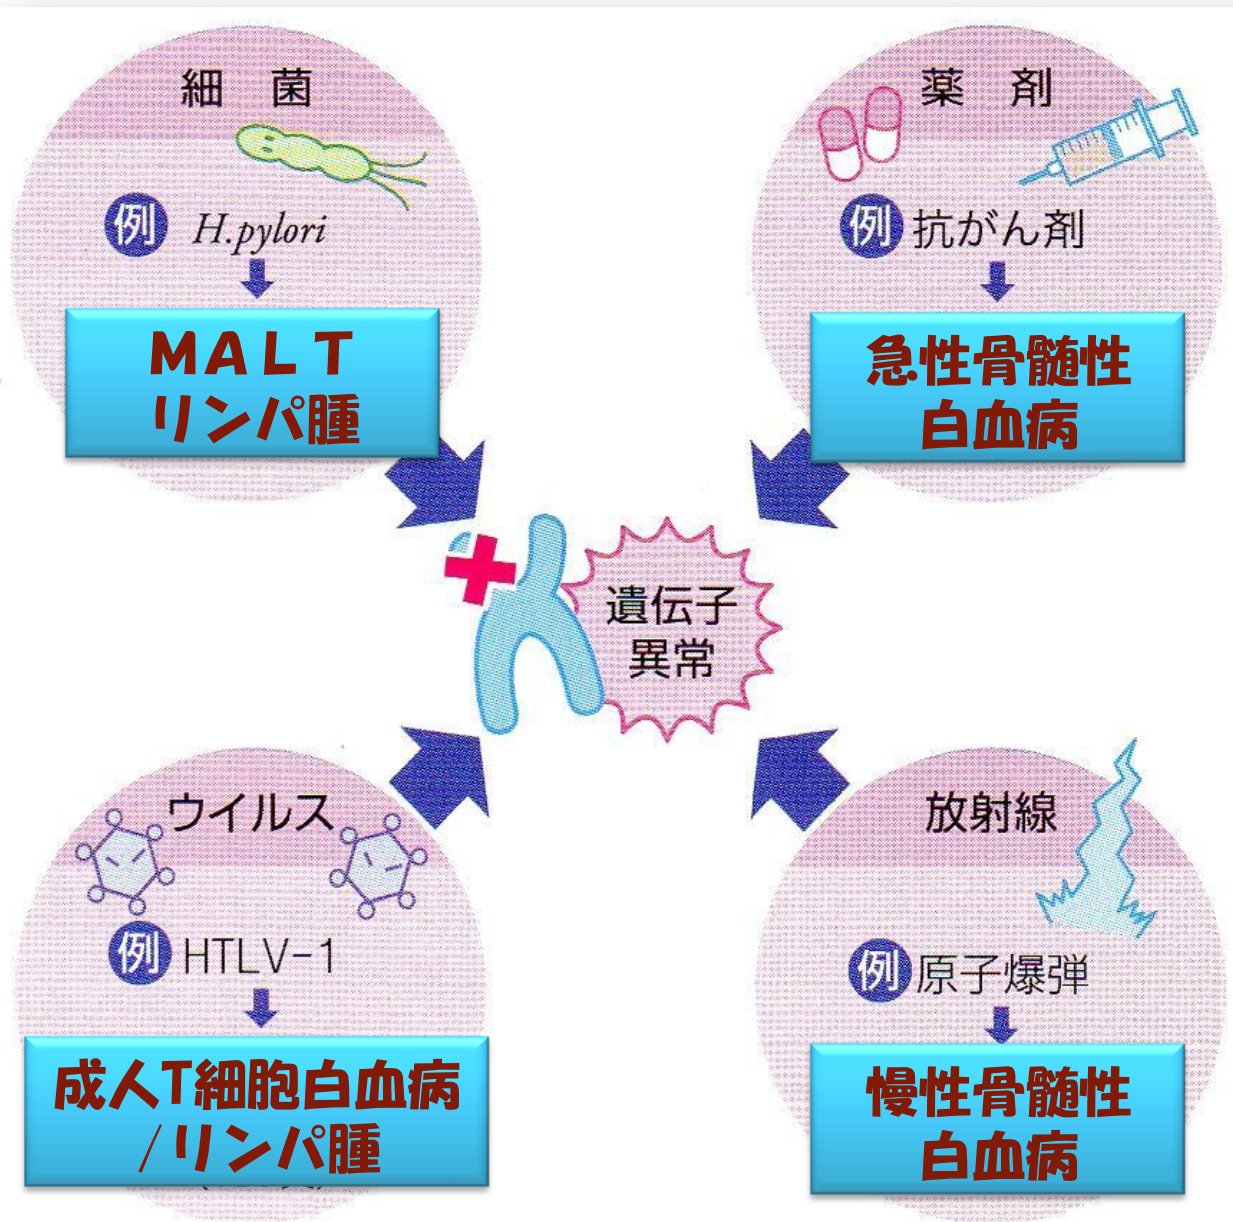 細 菌
例 H.pylori
MALT
リンパ腫
薬 剤
例 抗がん剤
急性骨髄性
白血病
遺伝子
異常
ウイルス
例 HTLV-1
成人T細胞白血病
/リンパ腫
放射線
例 原子爆弾
慢性骨髄性
白血病